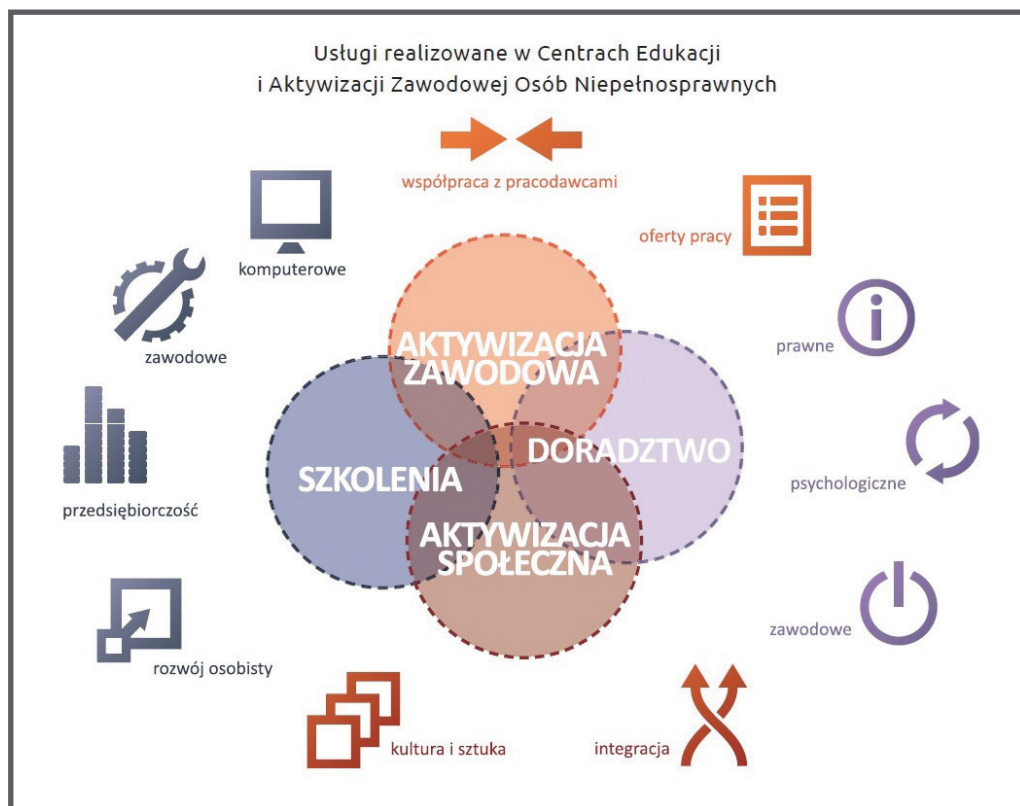 Usługi realizowane w Centrach Edukacji
i Aktywizacji Zawodowej Osób Niepełnosprawnych
współpraca z pracodawcami
oferty pracy
komputerowe
prawne
zawodowe
AKTYWIZACJA
ZAWODOWA
DORADZTWO
SZKOLENIA
psychologiczne
przedsiębiorczość
AKTYWIZACJA
SPOŁECZNA
zawodowe
rozwój osobisty
kultura i sztuka
integracja